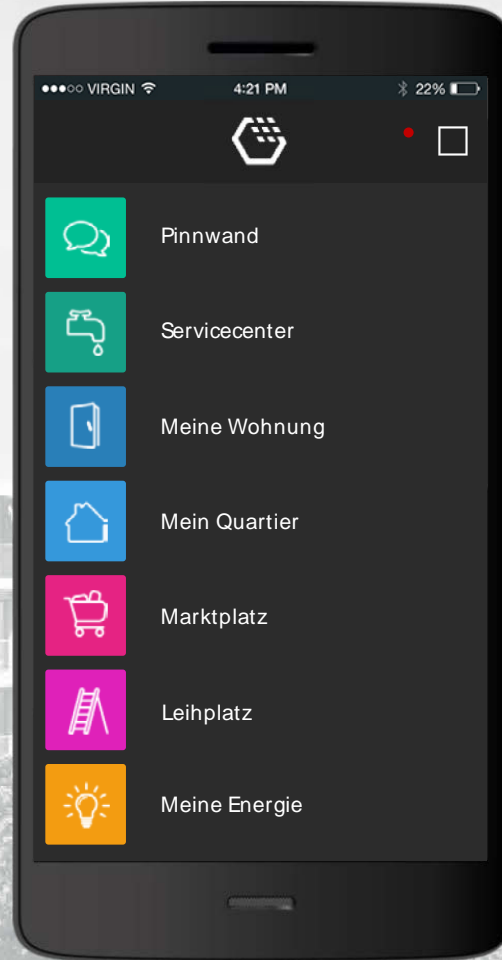 VIRGIN 4:21 PM 22%
Pinnwand
Servicecenter
Meine Wohnung
Mein Quartier
Marktplatz
Leihplatz
Meine Energie